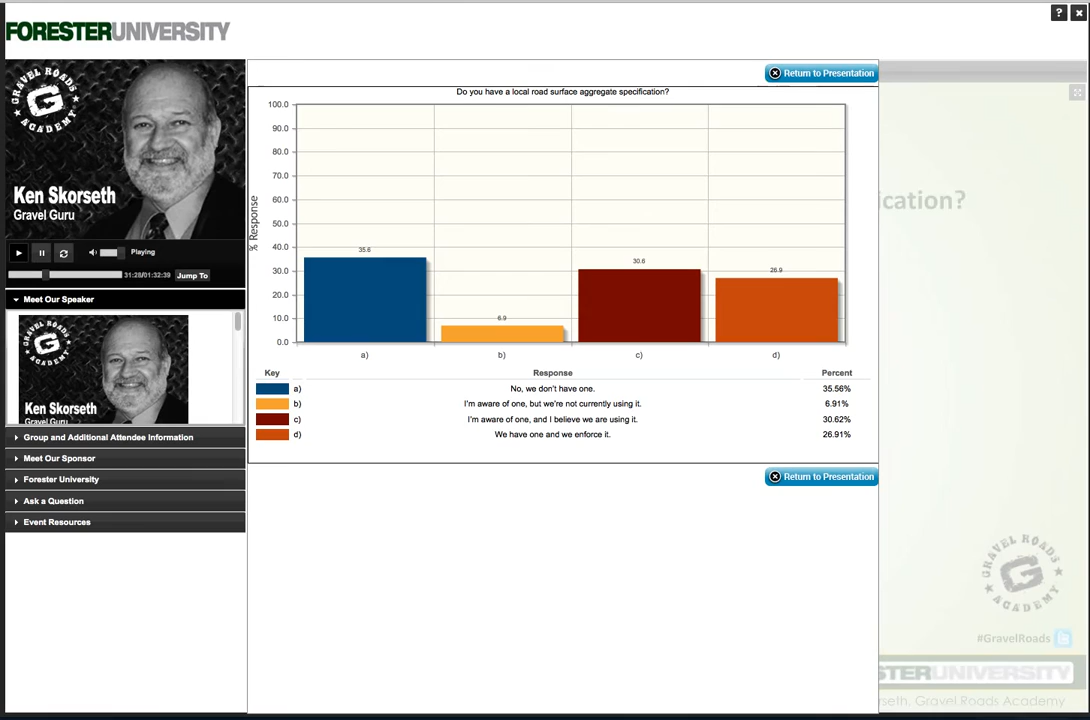 ? ×
FORESTERUNIVERSITY
GRAVEL ROADS
G
ACADEMY
Ken Skorseth
Gravel Guru
Playing
31:28/01:32:39 Jump To
Meet Our Speaker
GRAVEL ROADS
G
ACADEMY
Ken Skorseth
Gravel Guru
Group and Additional Attendee Information
Meet Our Sponsor
Forester University
Ask a Question
Event Resources
Return to Presentation
Do you have a local road surface aggregate specification?
% Response
100.0
90.0
80.0
70.0
60.0
50.0
40.0
30.0
20.0
10.0
0.0
35.6
6.9
30.6
26.9
a) b) c) d)
Key Response Percent
a) No, we don't have one. 35.56%
b) I'm aware of one, but we're not currently using it. 6.91%
c) I'm aware of one, and I believe we are using it. 30.62%
d) We have one and we enforce it. 26.91%
Return to Presentation
ication?
GRAVEL ROADS
G
ACADEMY
#GravelRoads
STERUNIVERSITY
rseth, Gravel Roads Academy